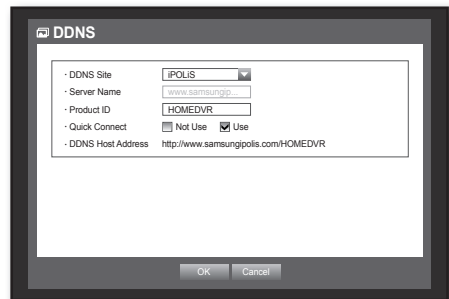 DDNS
· DDNS Site iPOLiS
· Server Name www.samsungip...
· Product ID HOMEDVR
· Quick Connect Not Use Use
· DDNS Host Address http://www.samsungipolis.com/HOMEDVR
OK Cancel